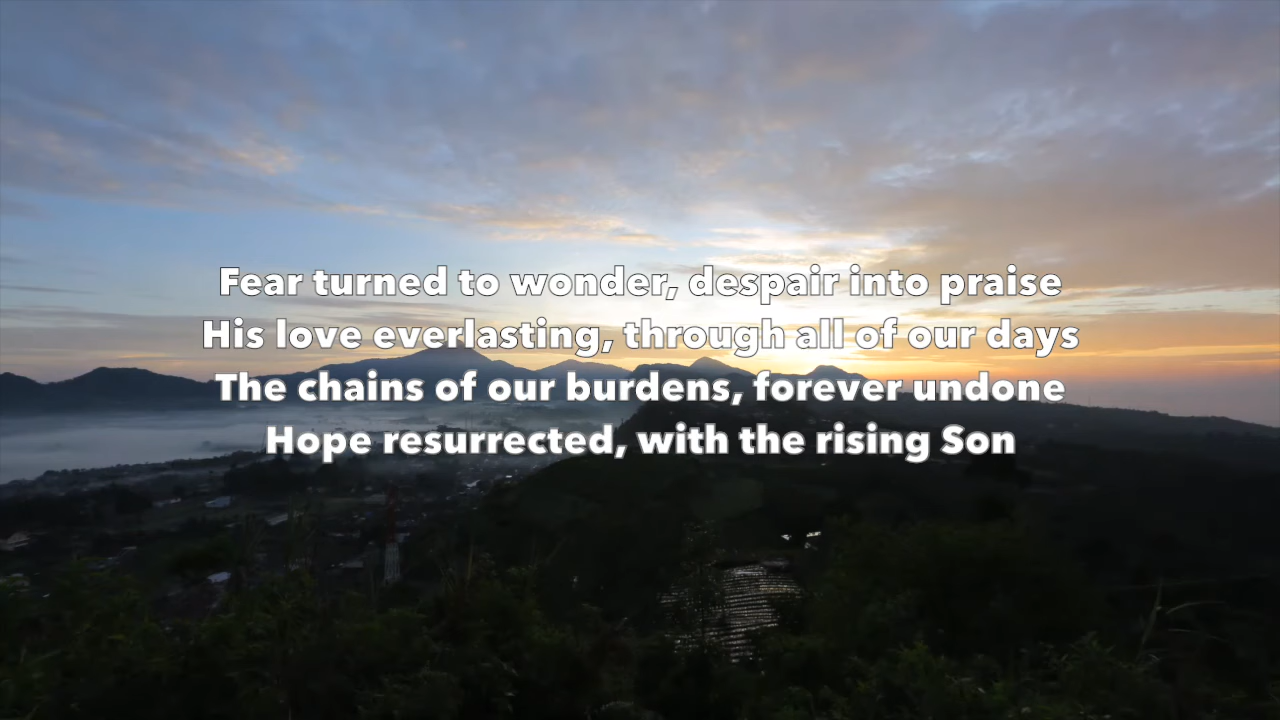 Fear turned to wonder, despair into praise
His love everlasting, through all of our days
The chains of our burdens, forever undone
Hope resurrected, with the rising Son